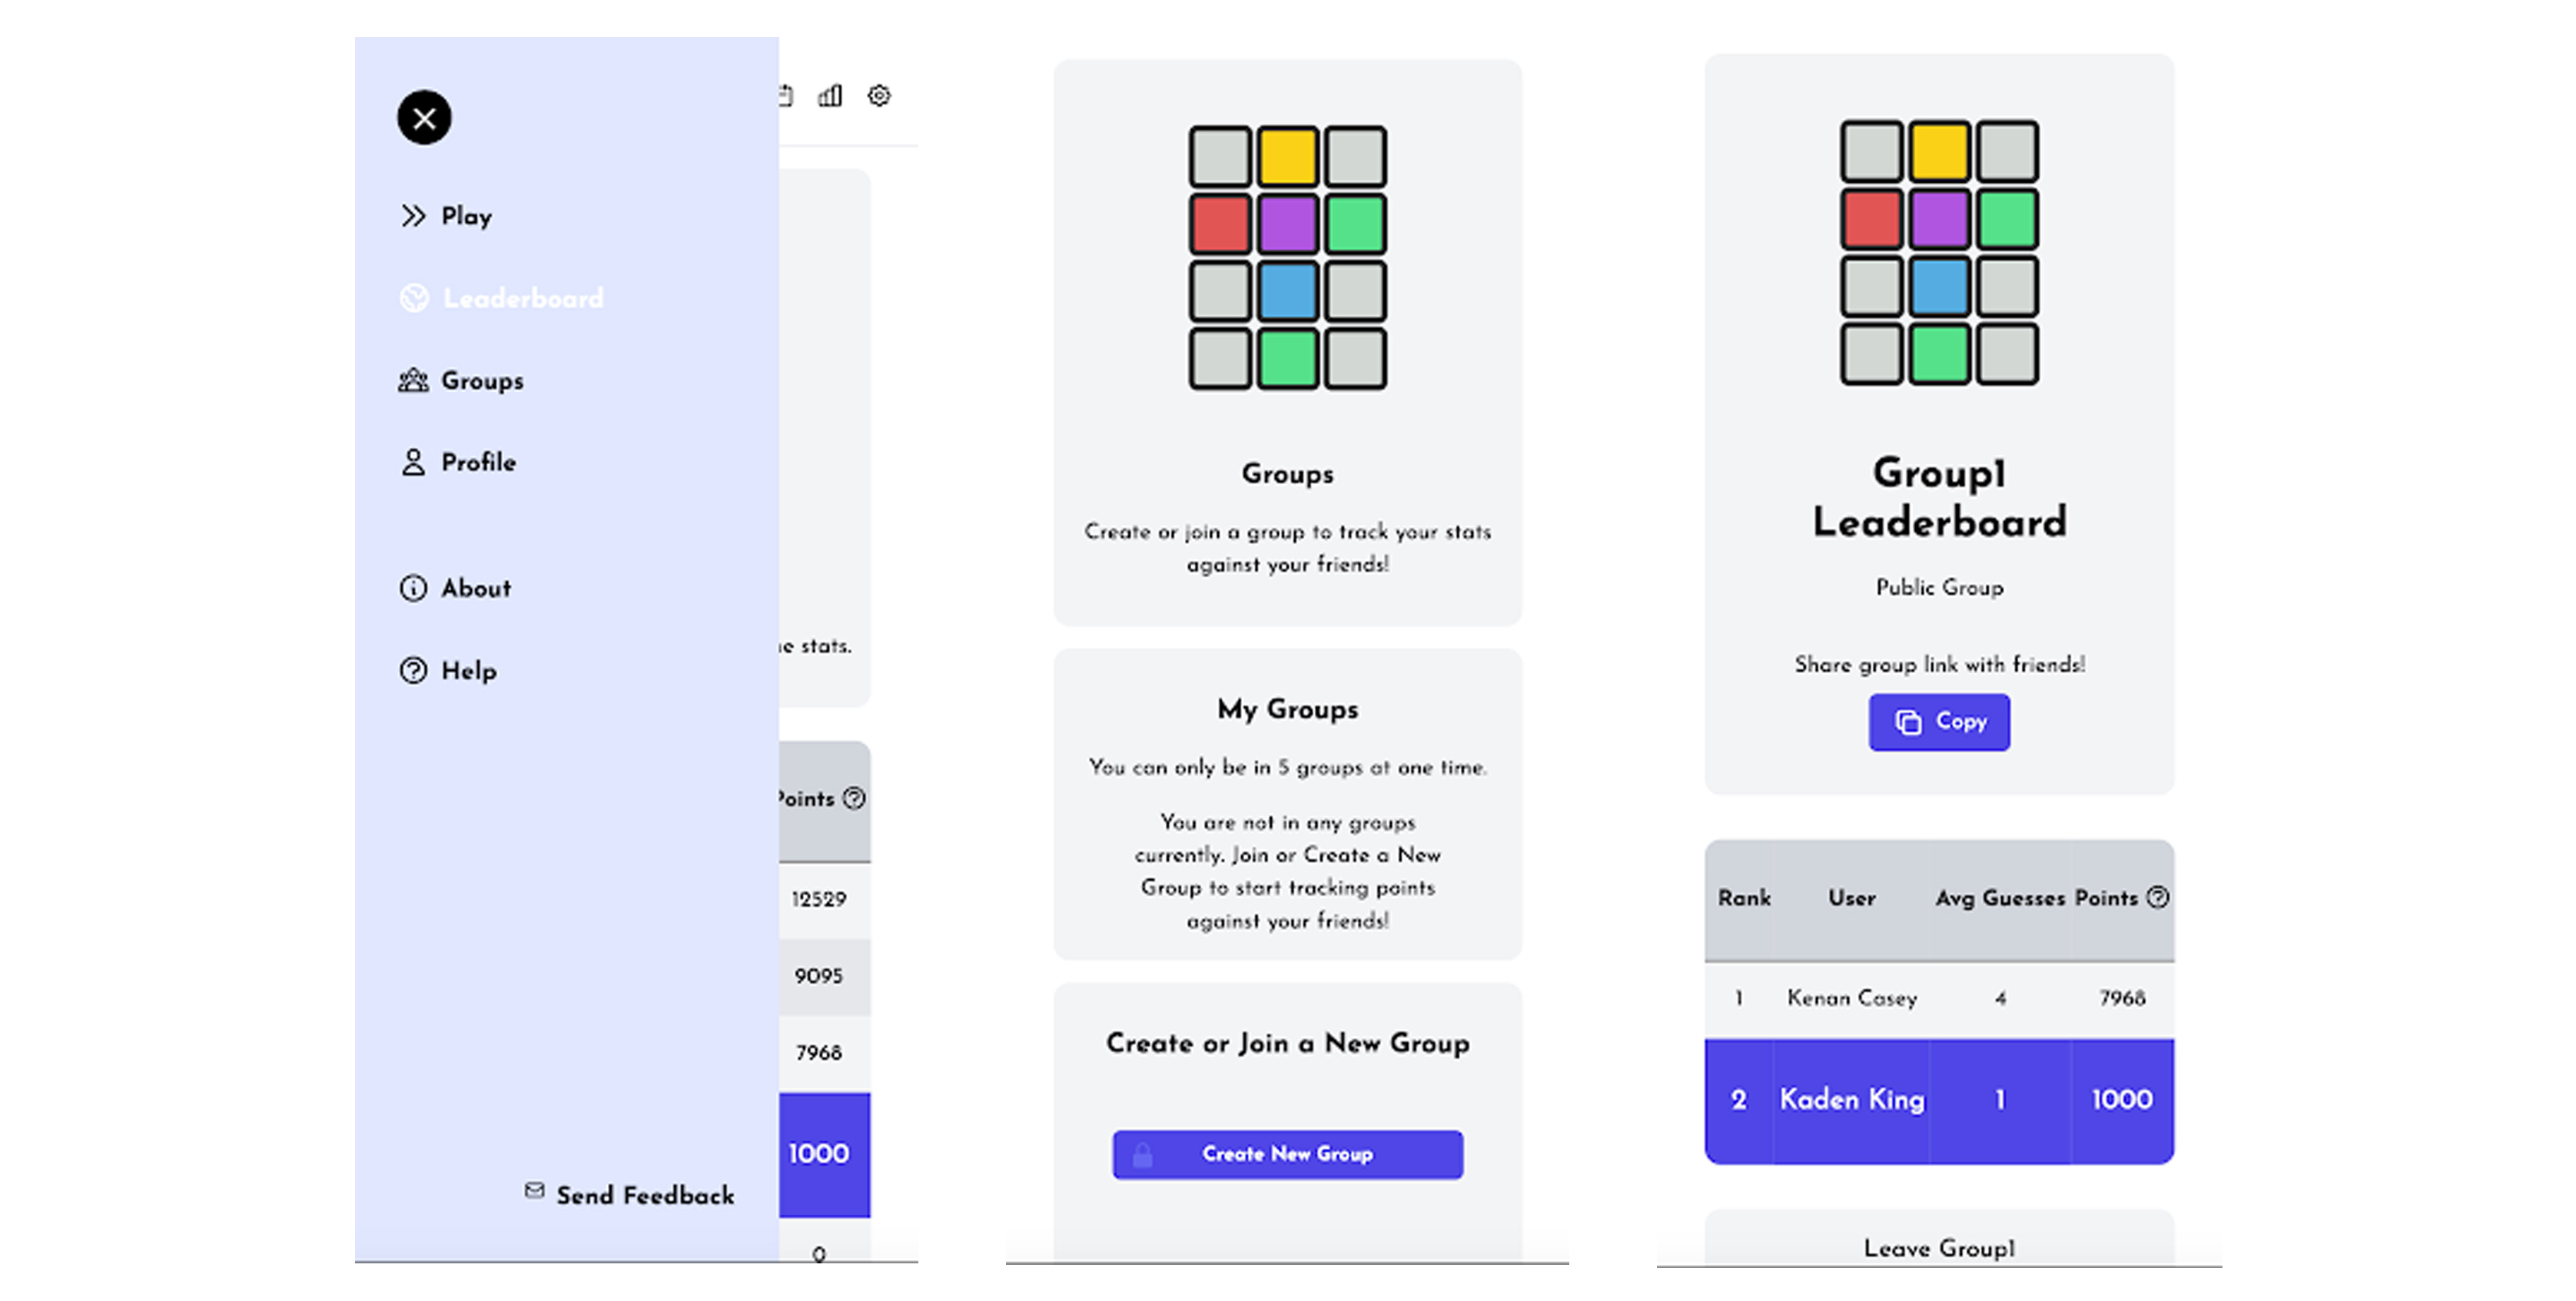 Play
Leaderboard
Groups
Profile
About
Help
Send Feedback
stats.
Points
12529
9095
7968
1000
0
Groups
Create or join a group to track your stats
against your friends!
My Groups
You can only be in 5 groups at one time.
You are not in any groups
currently. Join or Create a New
Group to start tracking points
against your friends!
Create or Join a New Group
Create New Group
Group1
Leaderboard
Public Group
Share group link with friends!
Copy
Rank User Avg Guesses Points
1 Kenan Casey 4 7968
2 Kaden King 1 1000
Leave Group1